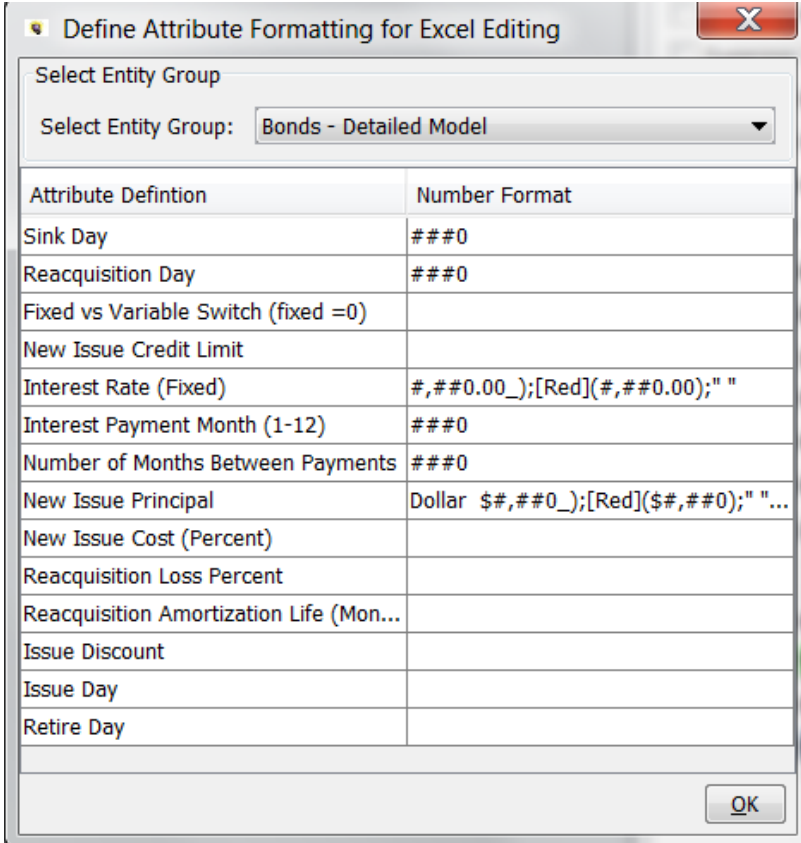 Define Attribute Formatting for Excel Editing
X
Select Entity Group
Select Entity Group: Bonds - Detailed Model
Attribute Defintion Number Format
Sink Day ###0
Reacquisition Day ###0
Fixed vs Variable Switch (fixed =0)
New Issue Credit Limit
Interest Rate (Fixed) #,##0.00_);[Red](#,##0.00);" "
Interest Payment Month (1-12) ###0
Number of Months Between Payments ###0
New Issue Principal Dollar $#,##0_);[Red]($#,##0);" "...
New Issue Cost (Percent)
Reacquisition Loss Percent
Reacquisition Amortization Life (Mon...
Issue Discount
Issue Day
Retire Day
OK